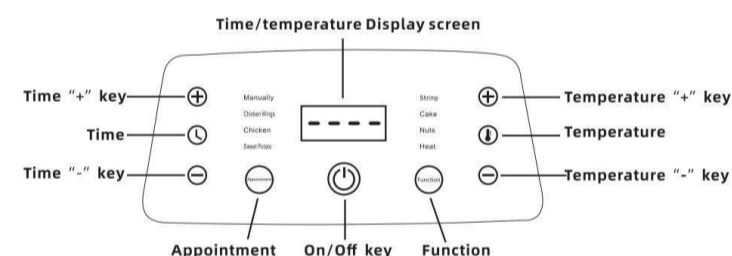 Time/temperature Display screen
Time "+" key
Time
Time "-" key
Manually
Chicken Wings
Chicken
Sweet Potato
Shrimp
Cake
Nuts
Heat
Temperature "+" key
Temperature
Temperature "-" key
Function
Appointment
On/Off key
Function